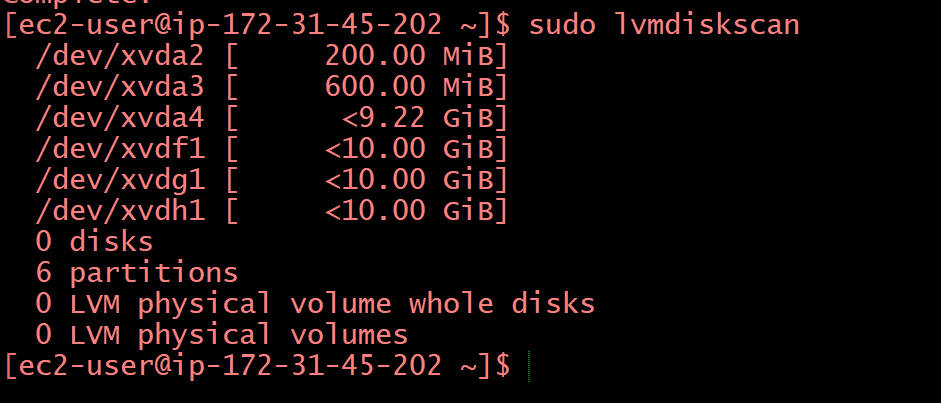 Complete!
[ec2-user@ip-172-31-45-202 ~]$ sudo lvmdiskscan
  /dev/xvda2 [     200.00 MiB]
  /dev/xvda3 [     600.00 MiB]
  /dev/xvda4 [      <9.22 GiB]
  /dev/xvdf1 [     <10.00 GiB]
  /dev/xvdg1 [     <10.00 GiB]
  /dev/xvdh1 [     <10.00 GiB]
  0 disks
  6 partitions
  0 LVM physical volume whole disks
  0 LVM physical volumes
[ec2-user@ip-172-31-45-202 ~]$